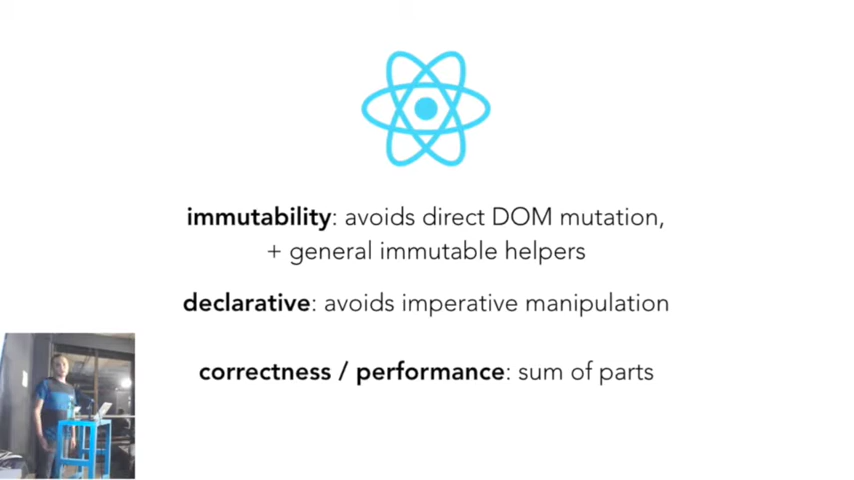 immutability: avoids direct DOM mutation,
+ general immutable helpers
declarative: avoids imperative manipulation
correctness / performance: sum of parts